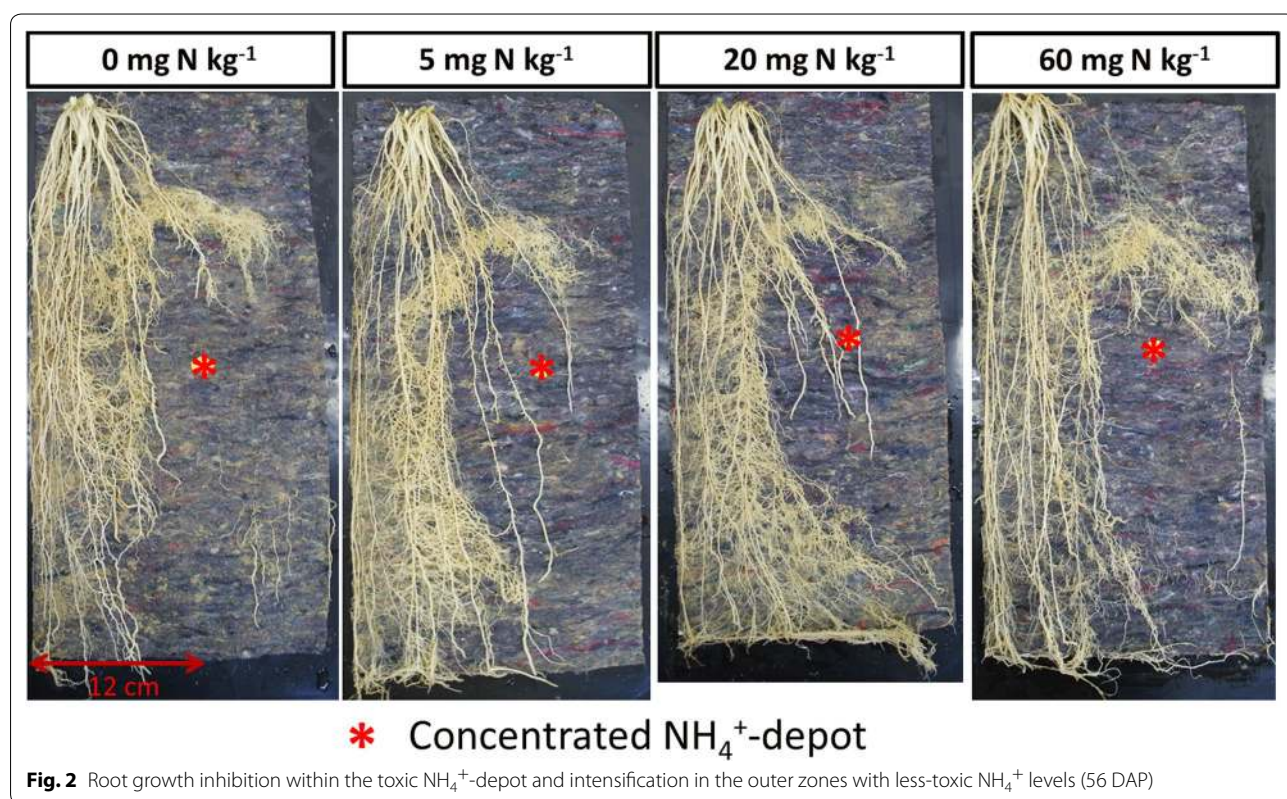 0 mg N kg⁻¹
5 mg N kg⁻¹
20 mg N kg⁻¹
60 mg N kg⁻¹
12 cm
* Concentrated NH₄⁺-depot
Fig. 2 Root growth inhibition within the toxic NH₄⁺-depot and intensification in the outer zones with less-toxic NH₄⁺ levels (56 DAP)